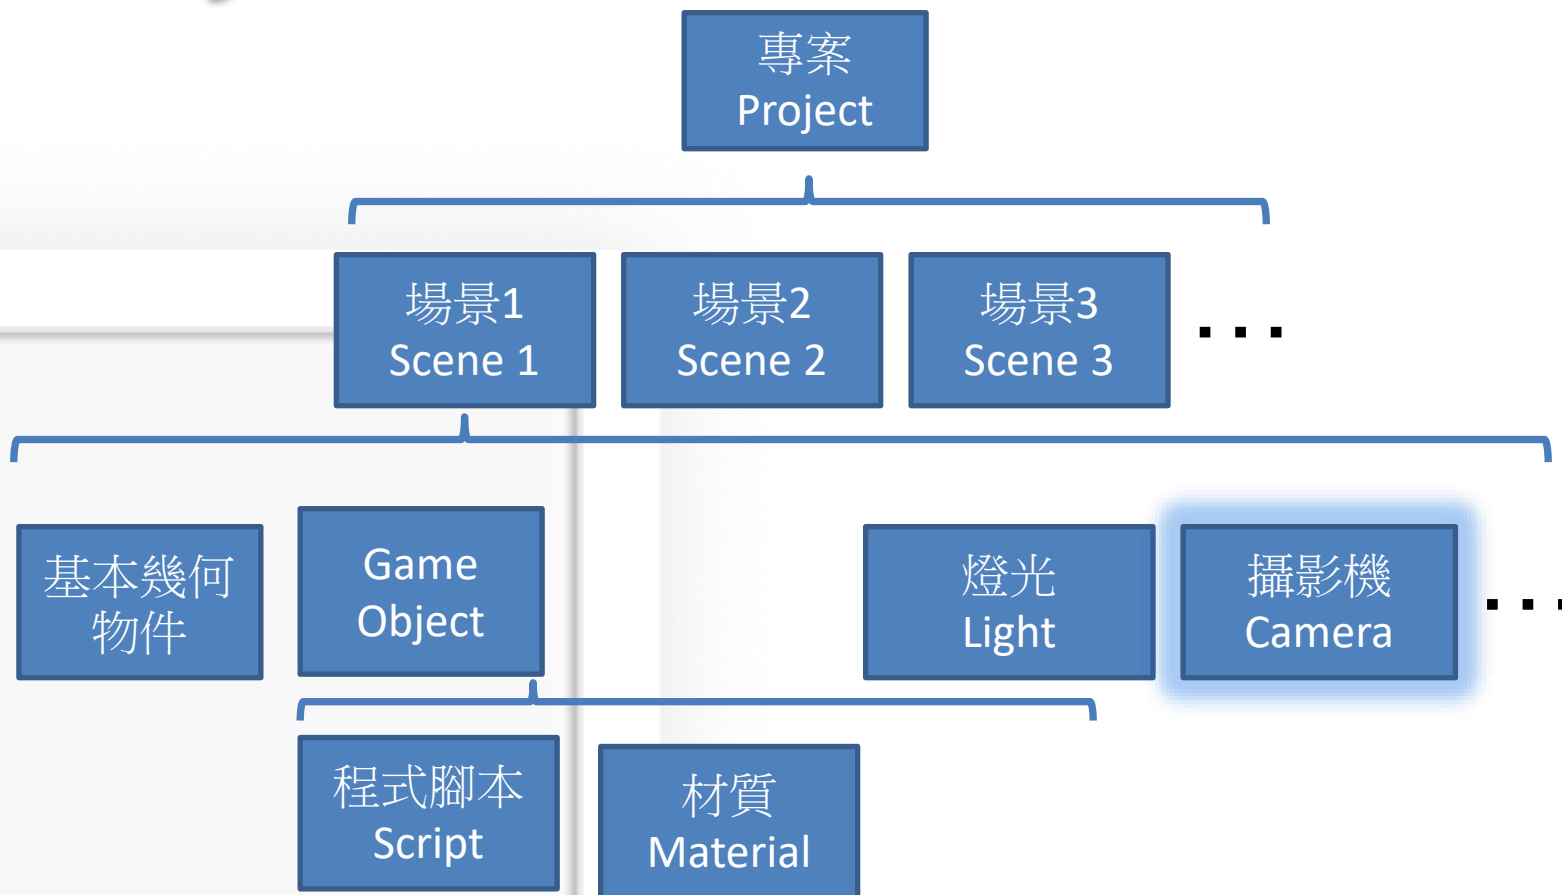 專案
Project
場景1
Scene 1
場景2
Scene 2
場景3
Scene 3
...
基本幾何
物件
Game
Object
燈光
Light
攝影機
Camera
...
程式腳本
Script
材質
Material